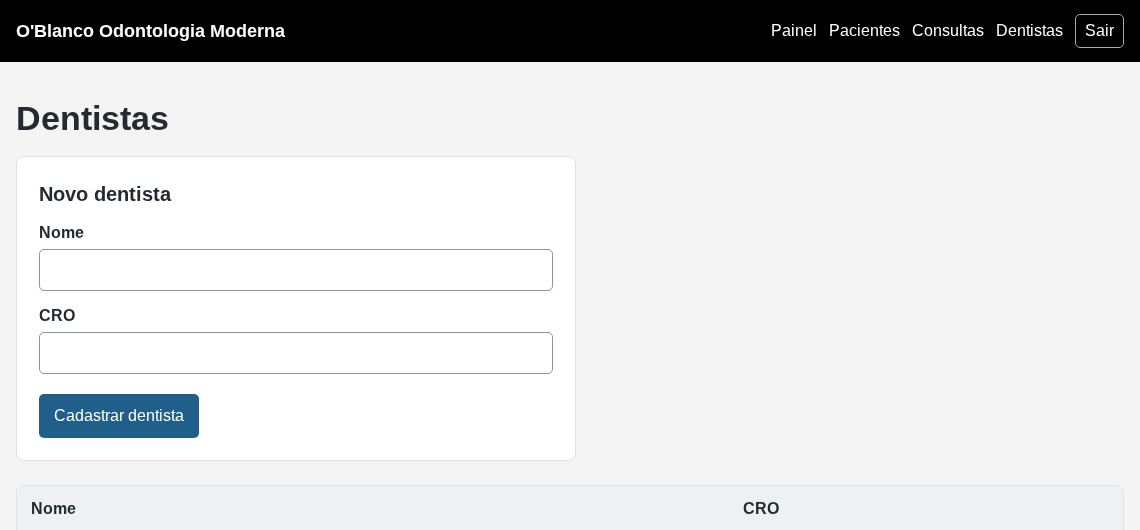 O'Blanco Odontologia Moderna
Painel Pacientes Consultas Dentistas Sair
Dentistas
Novo dentista
Nome
CRO
Cadastrar dentista
Nome CRO